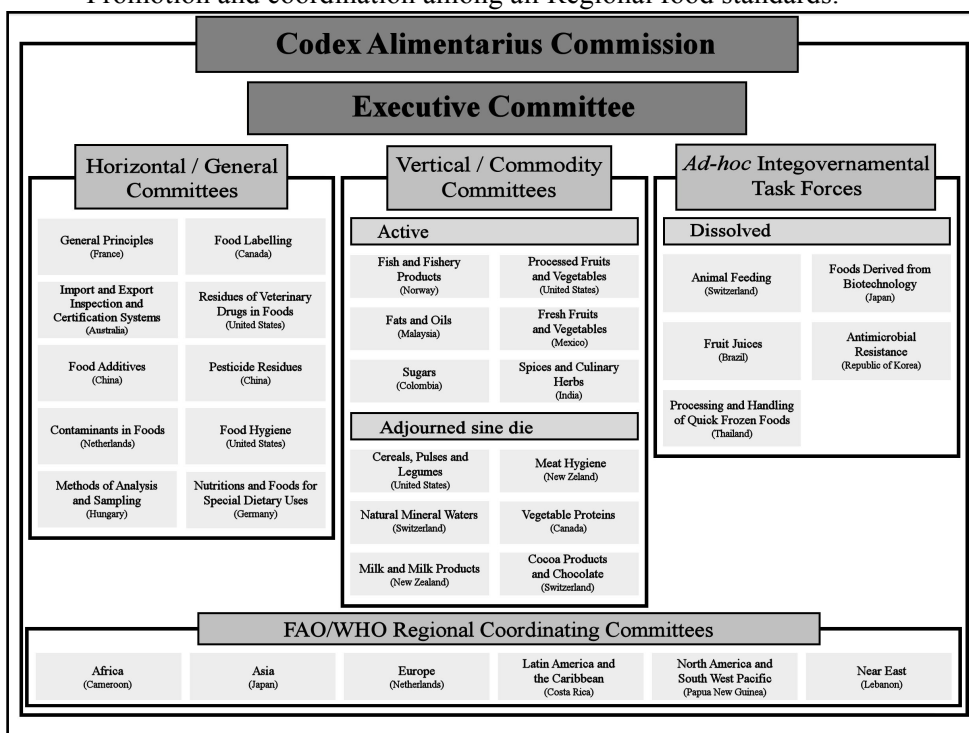 Promotion and coordination among all Regional food standards.
Codex Alimentarius Commission
Executive Committee
Horizontal / General
Committees
General Principles
(France)
Food Labelling
(Canada)
Import and Export
Inspection and
Certification Systems
(Australia)
Residues of Veterinary
Drugs in Foods
(United States)
Food Additives
(China)
Pesticide Residues
(China)
Contaminants in Foods
(Netherlands)
Food Hygiene
(United States)
Methods of Analysis
and Sampling
(Hungary)
Nutritions and Foods for
Special Dietary Uses
(Germany)
Vertical / Commodity
Committees
Active
Fish and Fishery
Products
(Norway)
Processed Fruits
and Vegetables
(United States)
Fats and Oils
(Malaysia)
Fresh Fruits
and Vegetables
(Mexico)
Sugars
(Colombia)
Spices and Culinary
Herbs
(India)
Adjourned sine die
Cereals, Pulses and
Legumes
(United States)
Meat Hygiene
(New Zeland)
Natural Mineral Waters
(Switzerland)
Vegetable Proteins
(Canada)
Milk and Milk Products
(New Zealand)
Cocoa Products
and Chocolate
(Switzerland)
Ad-hoc Integovernamental
Task Forces
Dissolved
Animal Feeding
(Switzerland)
Foods Derived from
Biotechnology
(Japan)
Fruit Juices
(Brazil)
Antimicrobial
Resistance
(Republic of Korea)
Processing and Handling
of Quick Frozen Foods
(Thailand)
FAO/WHO Regional Coordinating Committees
Africa
(Cameroon)
Asia
(Japan)
Europe
(Netherlands)
Latin America and
the Caribbean
(Costa Rica)
North America and
South West Pacific
(Papua New Guinea)
Near East
(Lebanon)